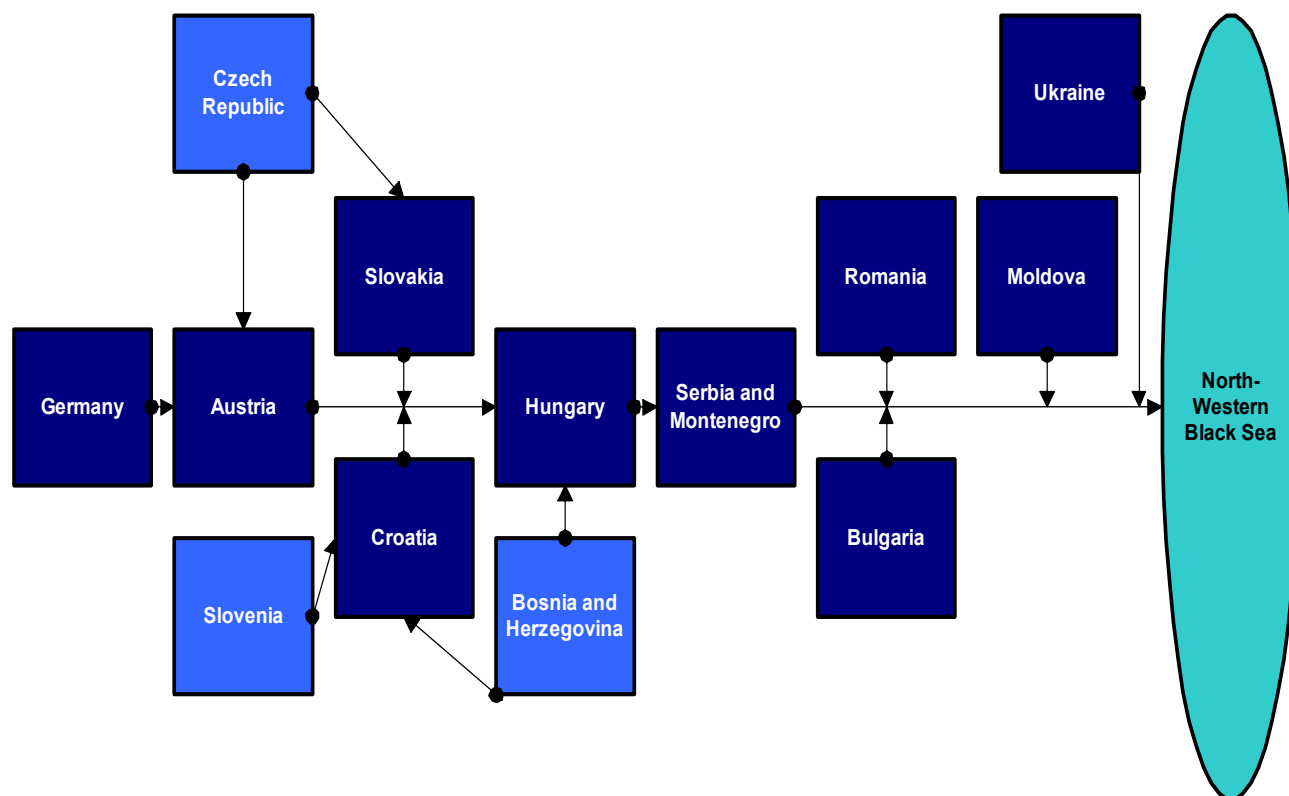 Czech
Republic
Ukraine
Slovakia
Romania
Moldova
Germany
Austria
Hungary
Serbia and
Montenegro
North-
Western
Black Sea
Croatia
Bulgaria
Slovenia
Bosnia and
Herzegovina